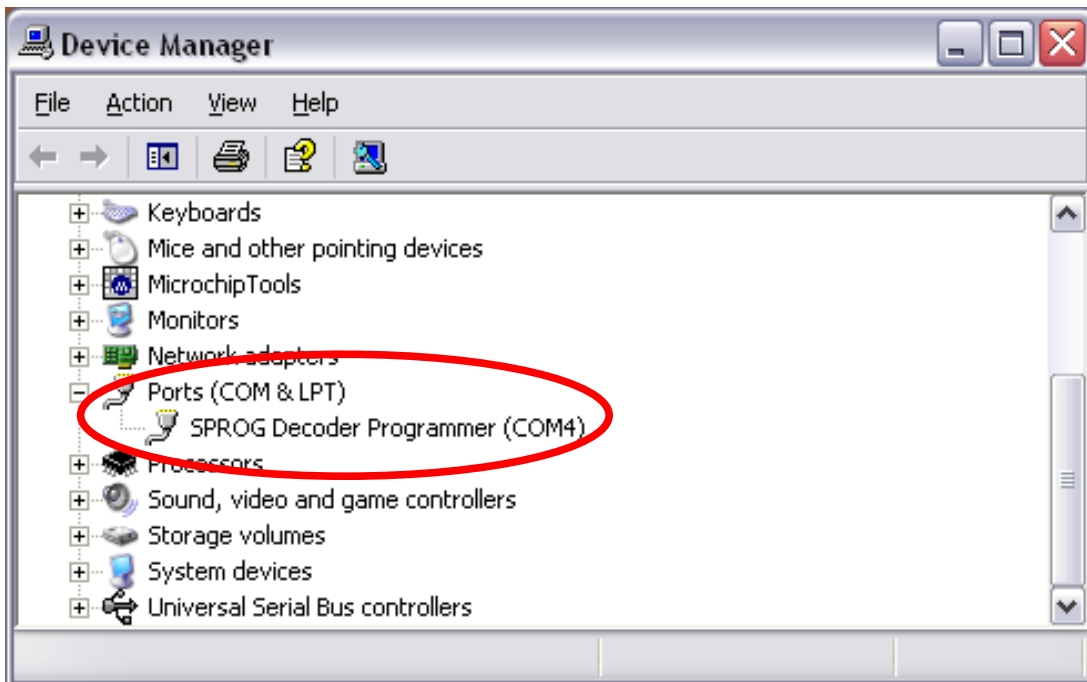 Device Manager
File Action View Help
Keyboards
Mice and other pointing devices
MicrochipTools
Monitors
Network adapters
Ports (COM & LPT)
SPROG Decoder Programmer (COM4)
Processors
Sound, video and game controllers
Storage volumes
System devices
Universal Serial Bus controllers